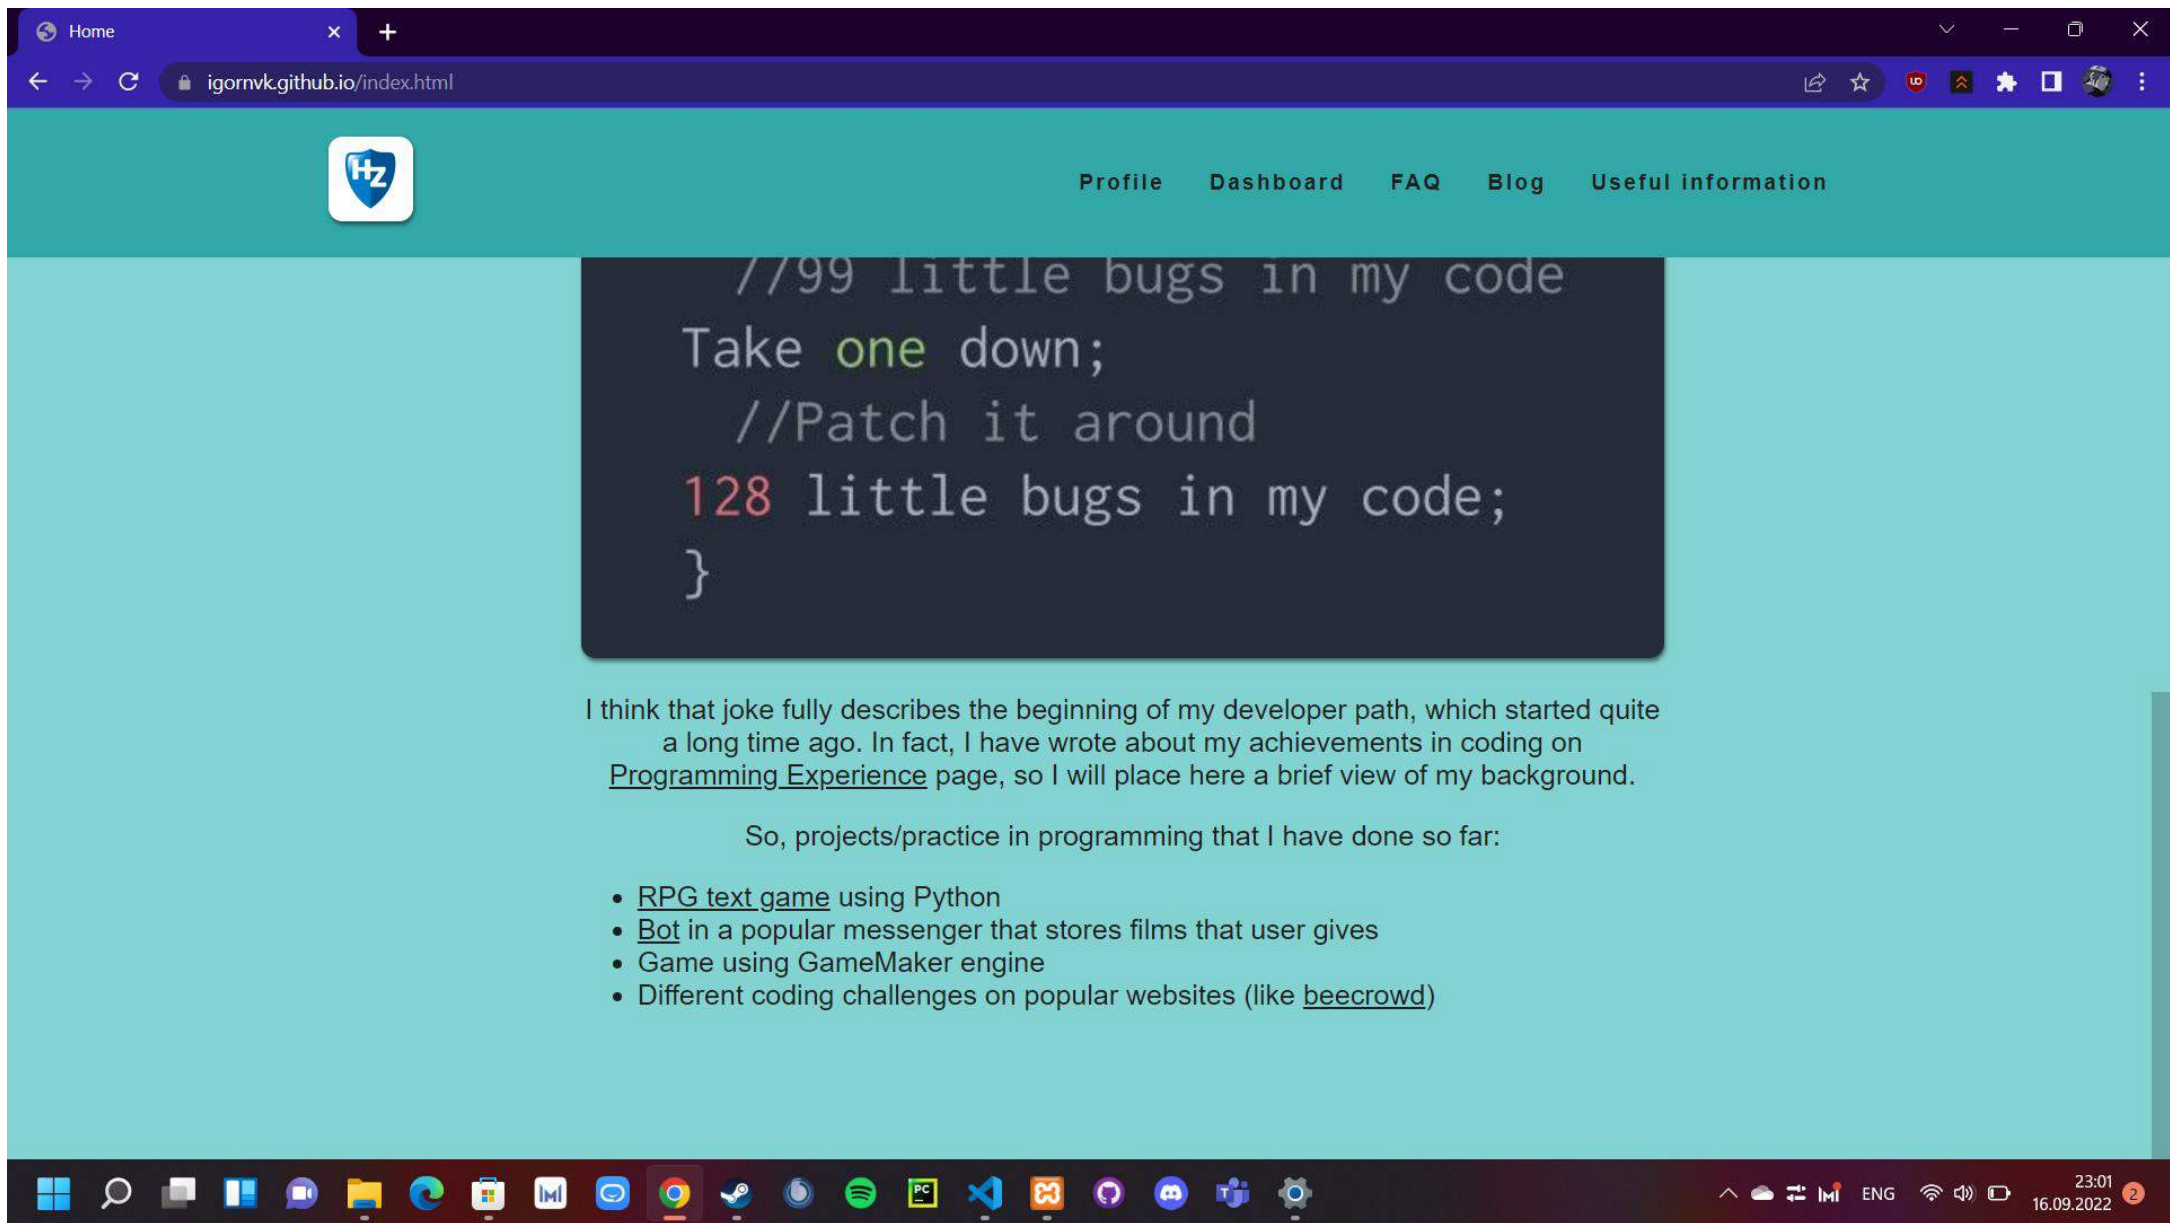 Home
igornvk.github.io/index.html
HZ
Profile Dashboard FAQ Blog Useful information
//99 little bugs in my code
Take one down;
//Patch it around
128 little bugs in my code;
}
I think that joke fully describes the beginning of my developer path, which started quite
a long time ago. In fact, I have wrote about my achievements in coding on
Programming Experience page, so I will place here a brief view of my background.
So, projects/practice in programming that I have done so far:
• RPG text game using Python
• Bot in a popular messenger that stores films that user gives
• Game using GameMaker engine
• Different coding challenges on popular websites (like beecrowd)
PC
ENG
23:01
16.09.2022
2